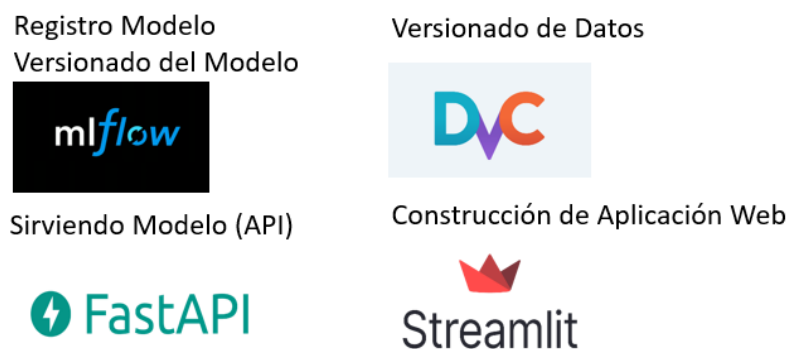 Registro Modelo
Versionado del Modelo
mlflow
Versionado de Datos
DVC
Sirviendo Modelo (API)
FastAPI
Construcción de Aplicación Web
Streamlit